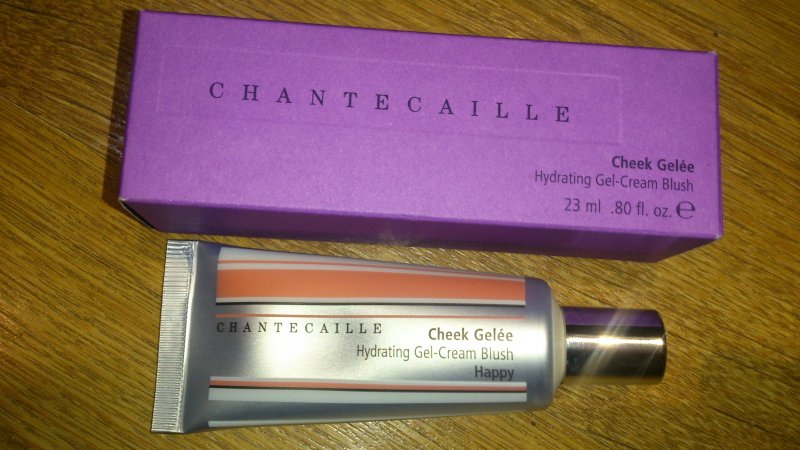 CHANTECAILLE
Cheek Gelée
Hydrating Gel-Cream Blush
23 ml .80 fl. oz. ℮
CHANTECAILLE
Cheek Gelée
Hydrating Gel-Cream Blush
Happy